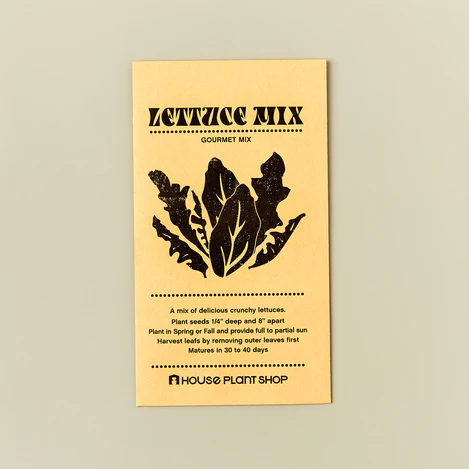 LETTUCE MIX
GOURMET MIX
A mix of delicious crunchy lettuces.
Plant seeds 1/4" deep and 8" apart
Plant in Spring or Fall and provide full to partial sun
Harvest leafs by removing outer leaves first
Matures in 30 to 40 days
HOUSE PLANT SHOP